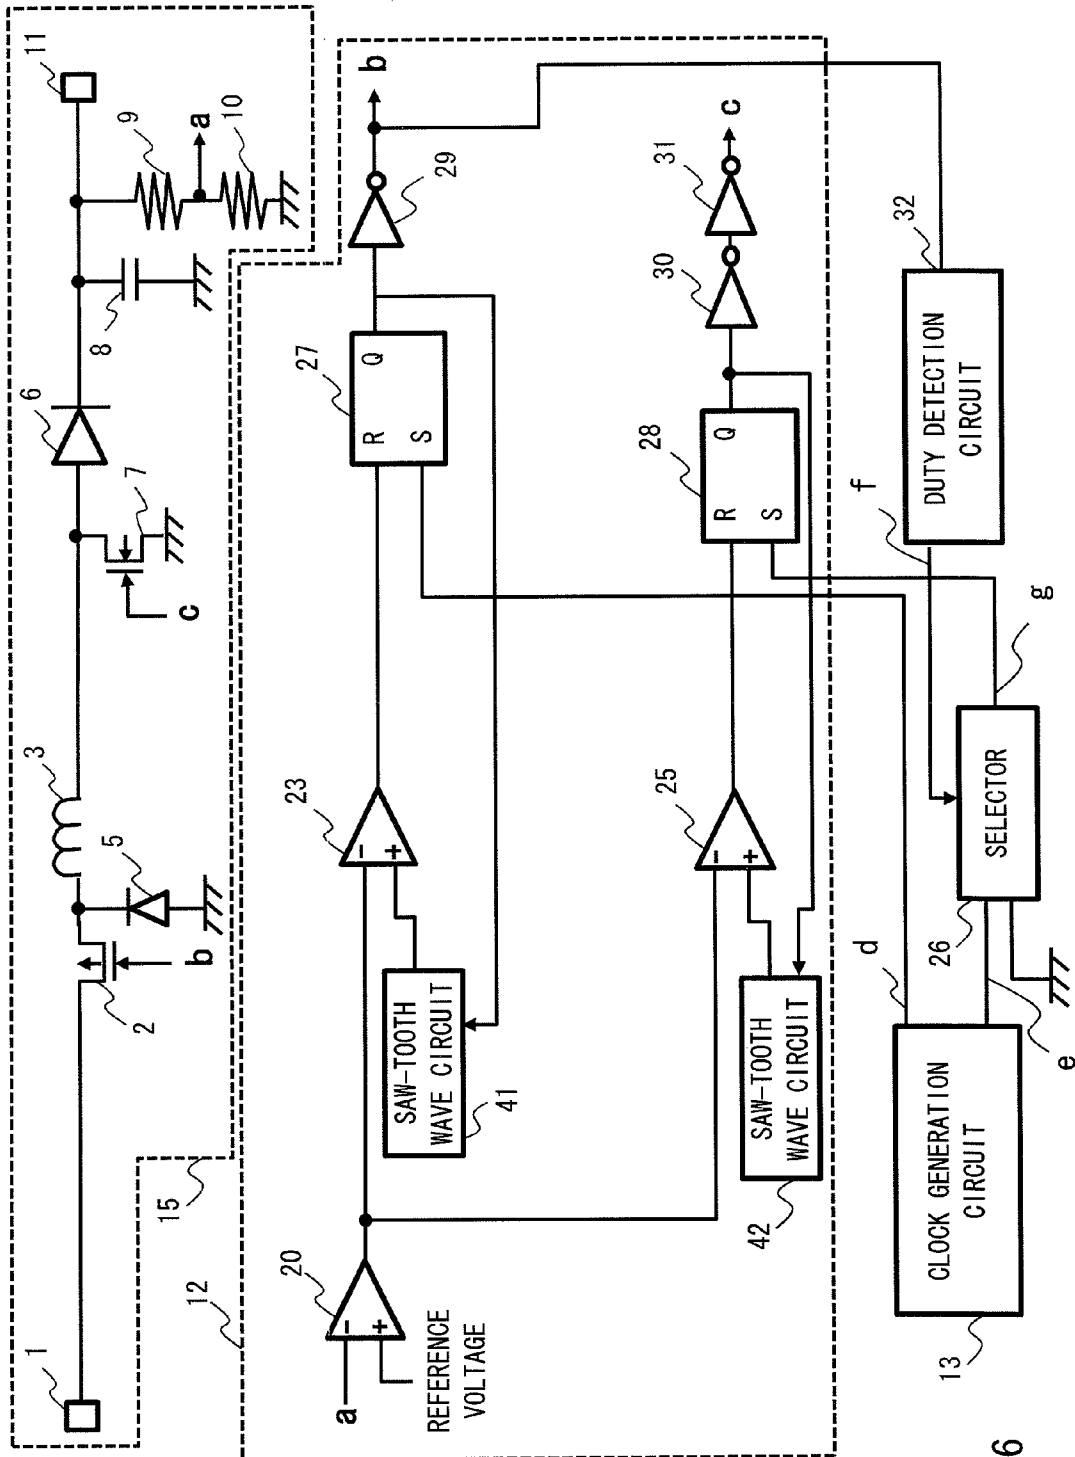 1
2
b
5
3
c
7
6
8
9
a
10
11
15
12
a
REFERENCE
VOLTAGE
20
SAW-TOOTH
WAVE CIRCUIT
41
-
+
23
R
S
Q
27
29
b
SAW-TOOTH
WAVE CIRCUIT
42
-
+
25
R
S
Q
28
30
31
c
-
+
CLOCK GENERATION
CIRCUIT
13
d
e
SELECTOR
26
g
f
DUTY DETECTION
CIRCUIT
32
6